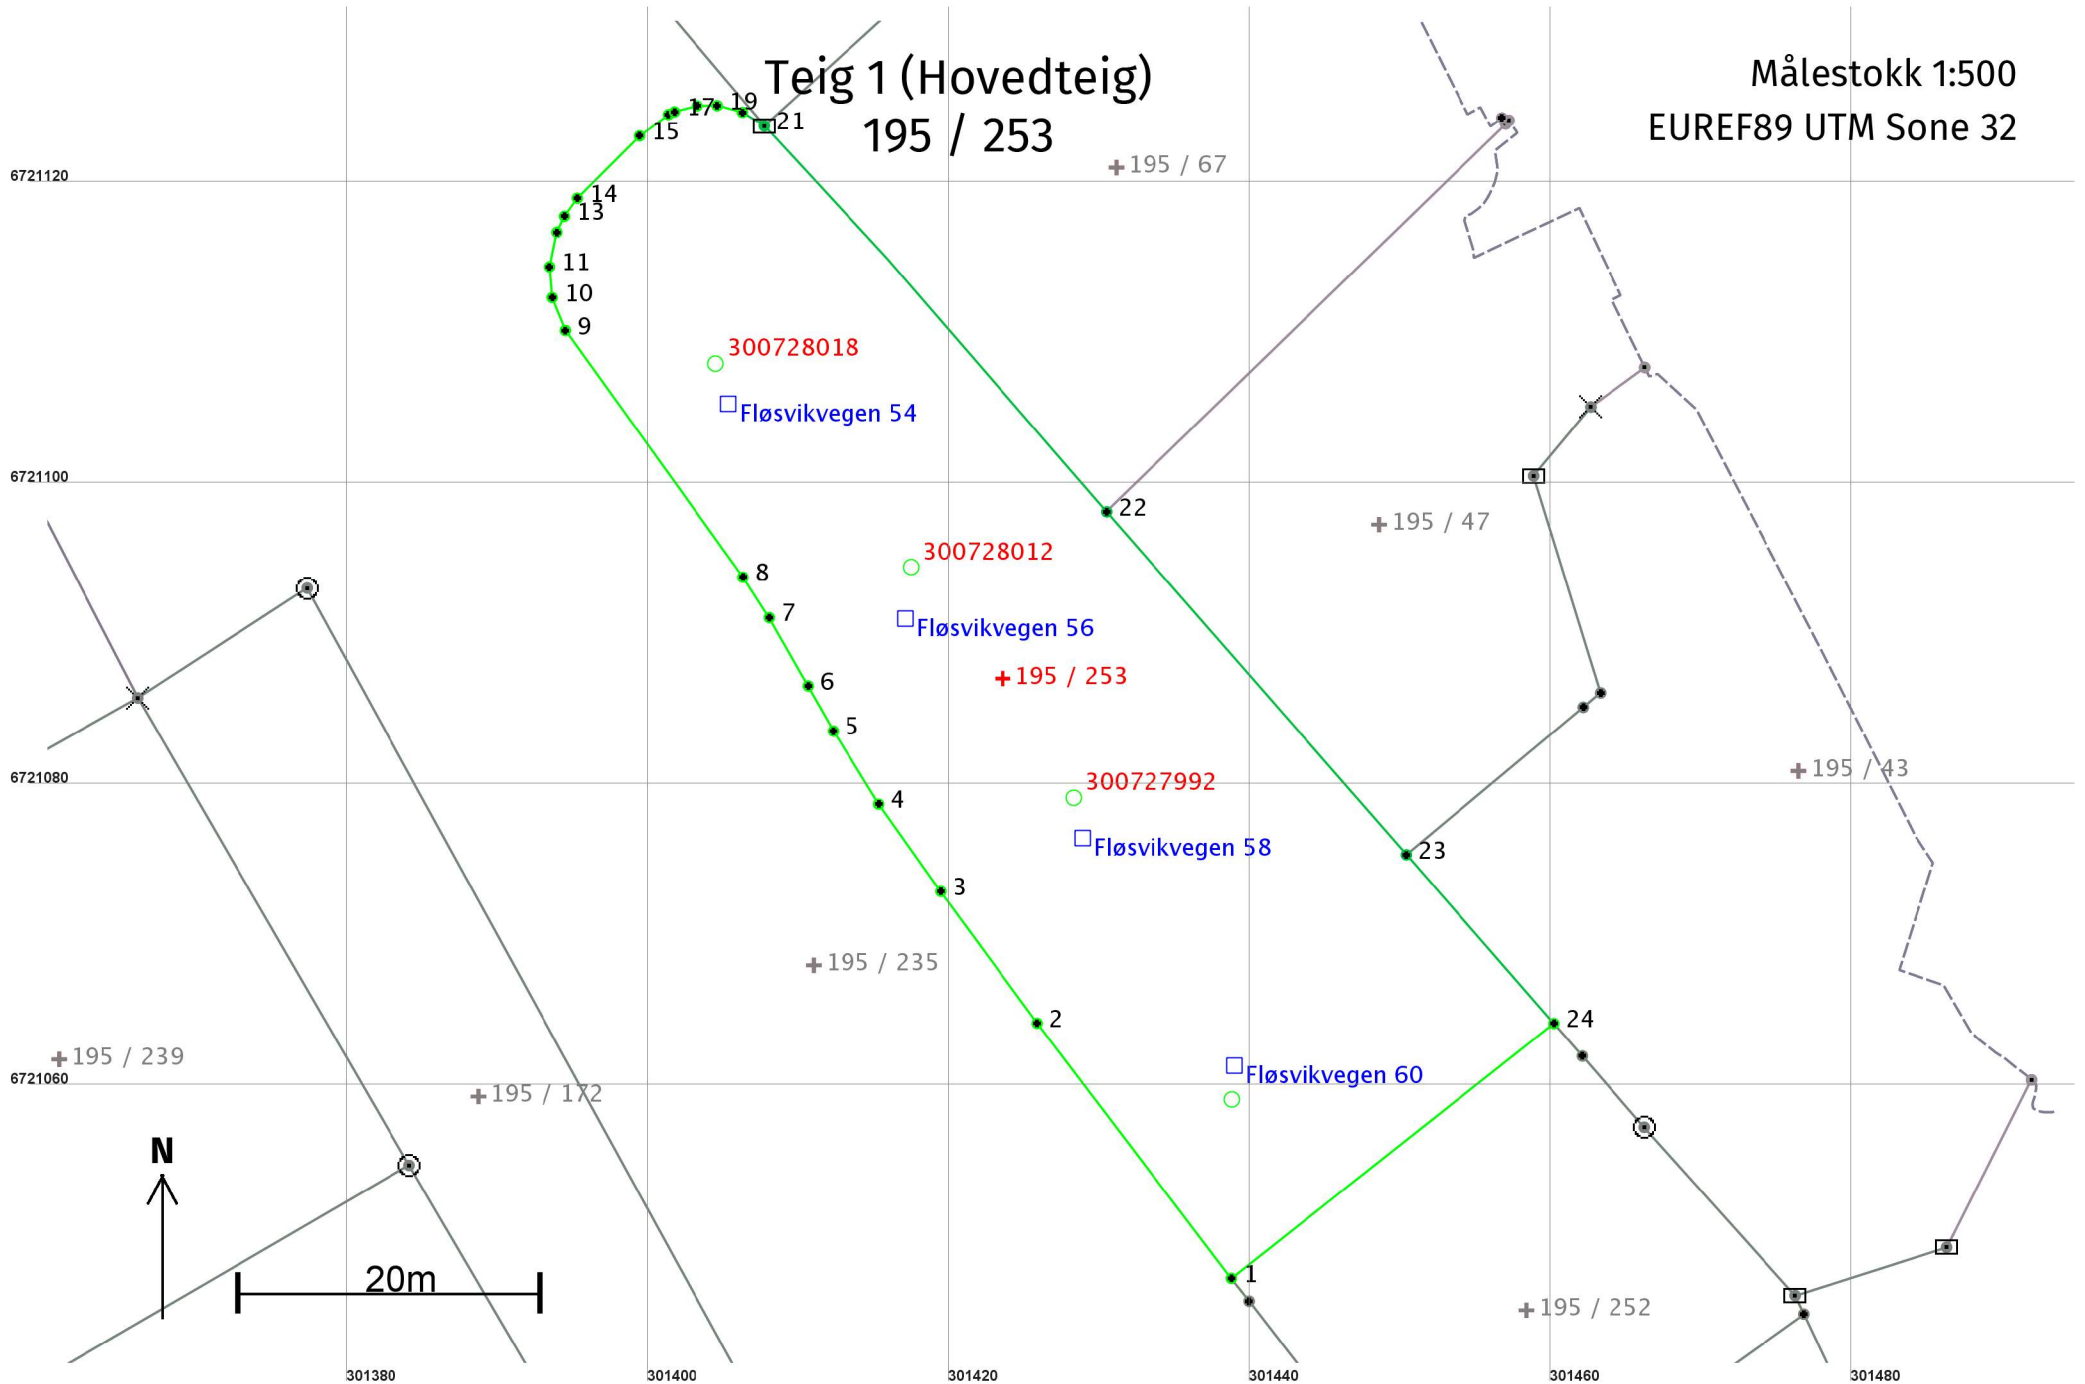 Teig 1 (Hovedteig)
195 / 253
Målestokk 1:500
EUREF89 UTM Sone 32
17
19
21
15
195 / 67
6721120
14
13
11
10
9
300728018
Fløsvikvegen 54
6721100
22
195 / 47
300728012
8
7
Fløsvikvegen 56
195 / 253
6
5
6721080
300727992
195 / 43
4
Fløsvikvegen 58
23
3
195 / 235
2
24
195 / 239
6721060
Fløsvikvegen 60
195 / 172
N
20m
1
195 / 252
301380
301400
301420
301440
301460
301480